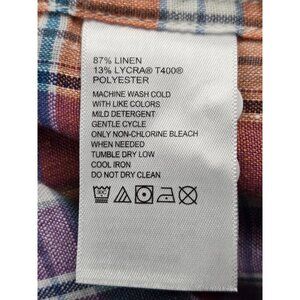 87% LINEN
13% LYCRA® T400®
POLYESTER
MACHINE WASH COLD
WITH LIKE COLORS
MILD DETERGENT
GENTLE CYCLE
ONLY NON-CHLORINE BLEACH
WHEN NEEDED
TUMBLE DRY LOW
COOL IRON
DO NOT DRY CLEAN